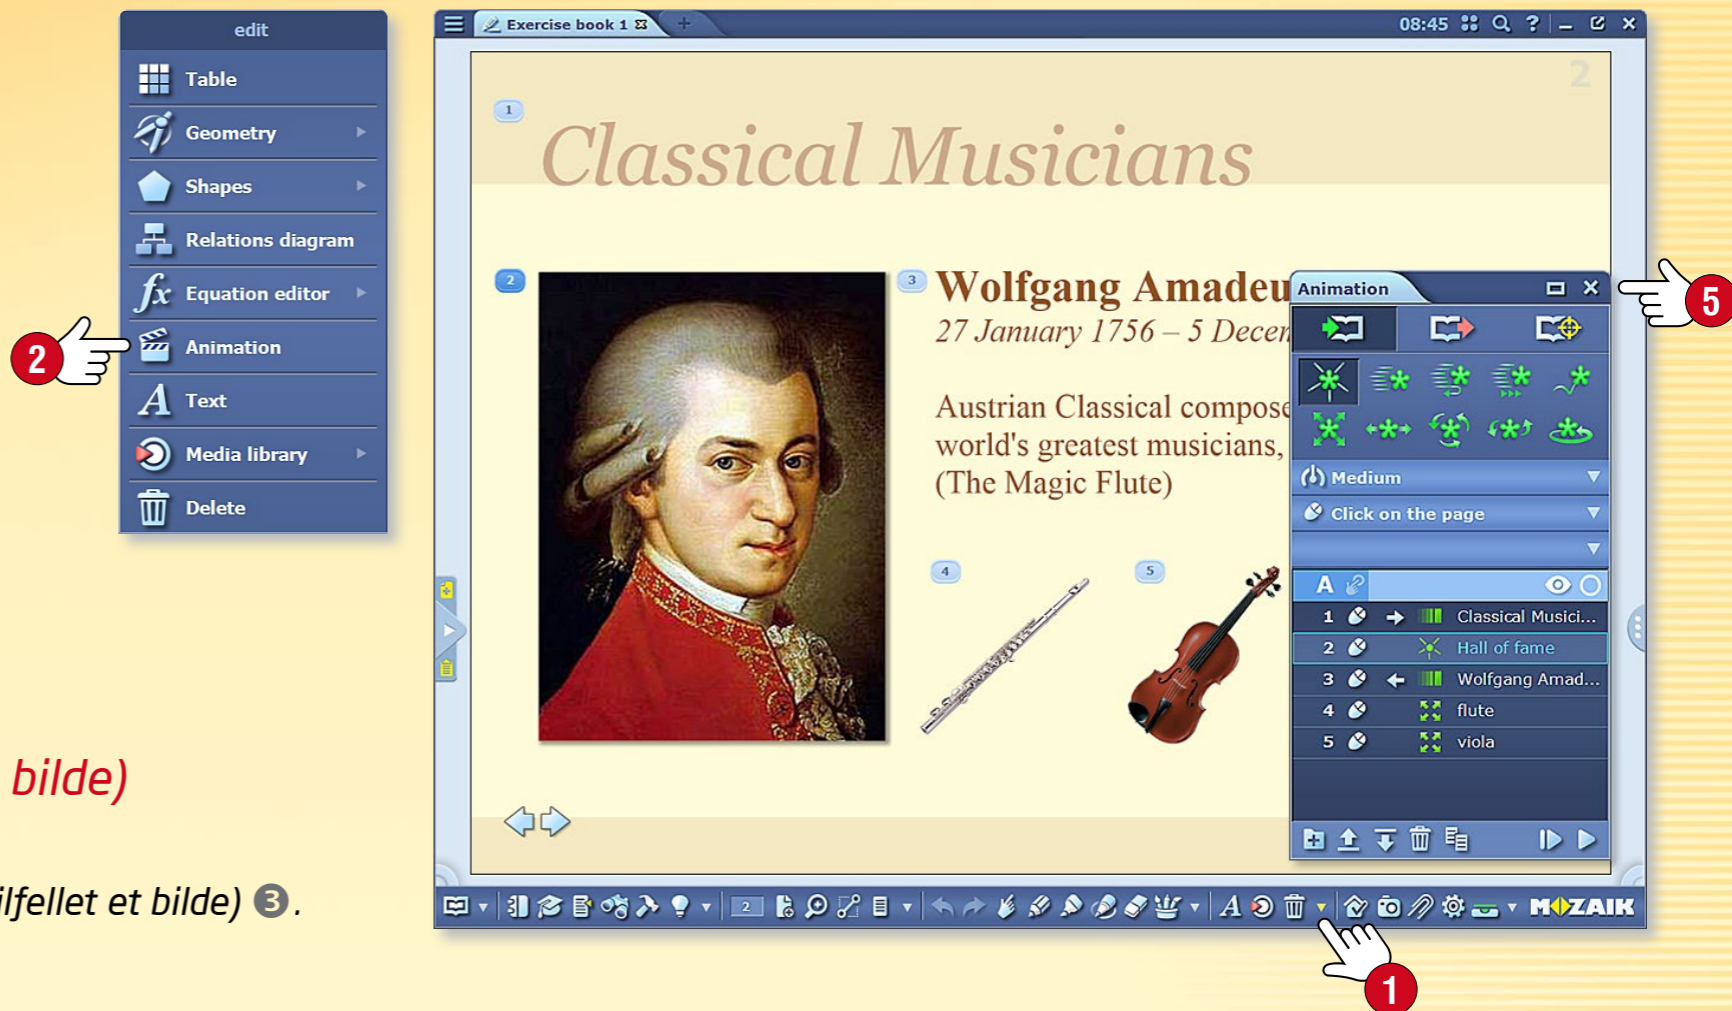 edit
Table
Geometry
Shapes
Relations diagram
fx Equation editor
Animation
A Text
Media library
Delete
2
bilde)
ilfellet et bilde) 3.
Exercise book 1
+
08:45
?
2
1
Classical Musicians
2
3
Wolfgang Amadeu
27 January 1756 – 5 Decen
Austrian Classical compose
world's greatest musicians,
(The Magic Flute)
4
5
Animation
5
Medium
Click on the page
A
1 Classical Musici...
2 Hall of fame
3 Wolfgang Amad...
4 flute
5 viola
2
A
MOZAIK
1